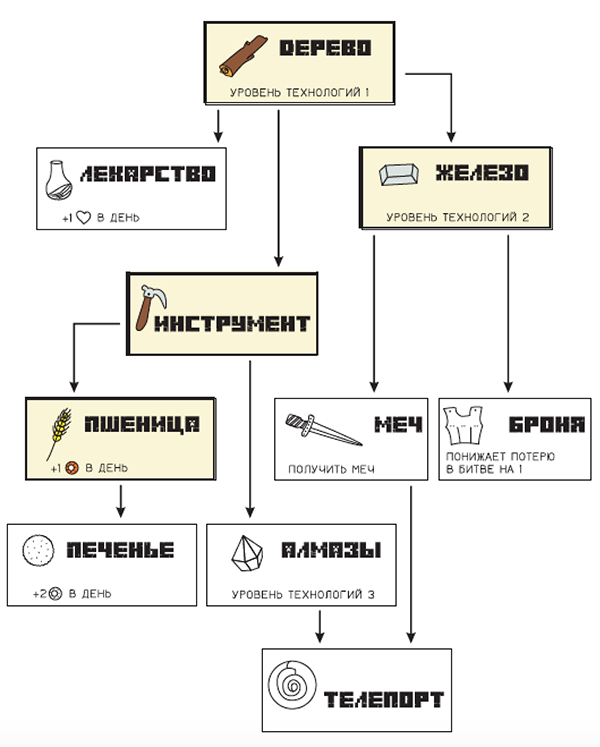 ДЕРЕВО
УРОВЕНЬ ТЕХНОЛОГИЙ 1
ЛЕКАРСТВО
+1 В ДЕНЬ
ЖЕЛЕЗО
УРОВЕНЬ ТЕХНОЛОГИЙ 2
ИНСТРУМЕНТ
ПШЕНИЦА
+1 В ДЕНЬ
МЕЧ
ПОЛУЧИТЬ МЕЧ
БРОНЯ
ПОНИЖАЕТ ПОТЕРЮ
В БИТВЕ НА 1
ПЕЧЕНЬЕ
+2 В ДЕНЬ
АЛМАЗЫ
УРОВЕНЬ ТЕХНОЛОГИЙ 3
ТЕЛЕПОРТ